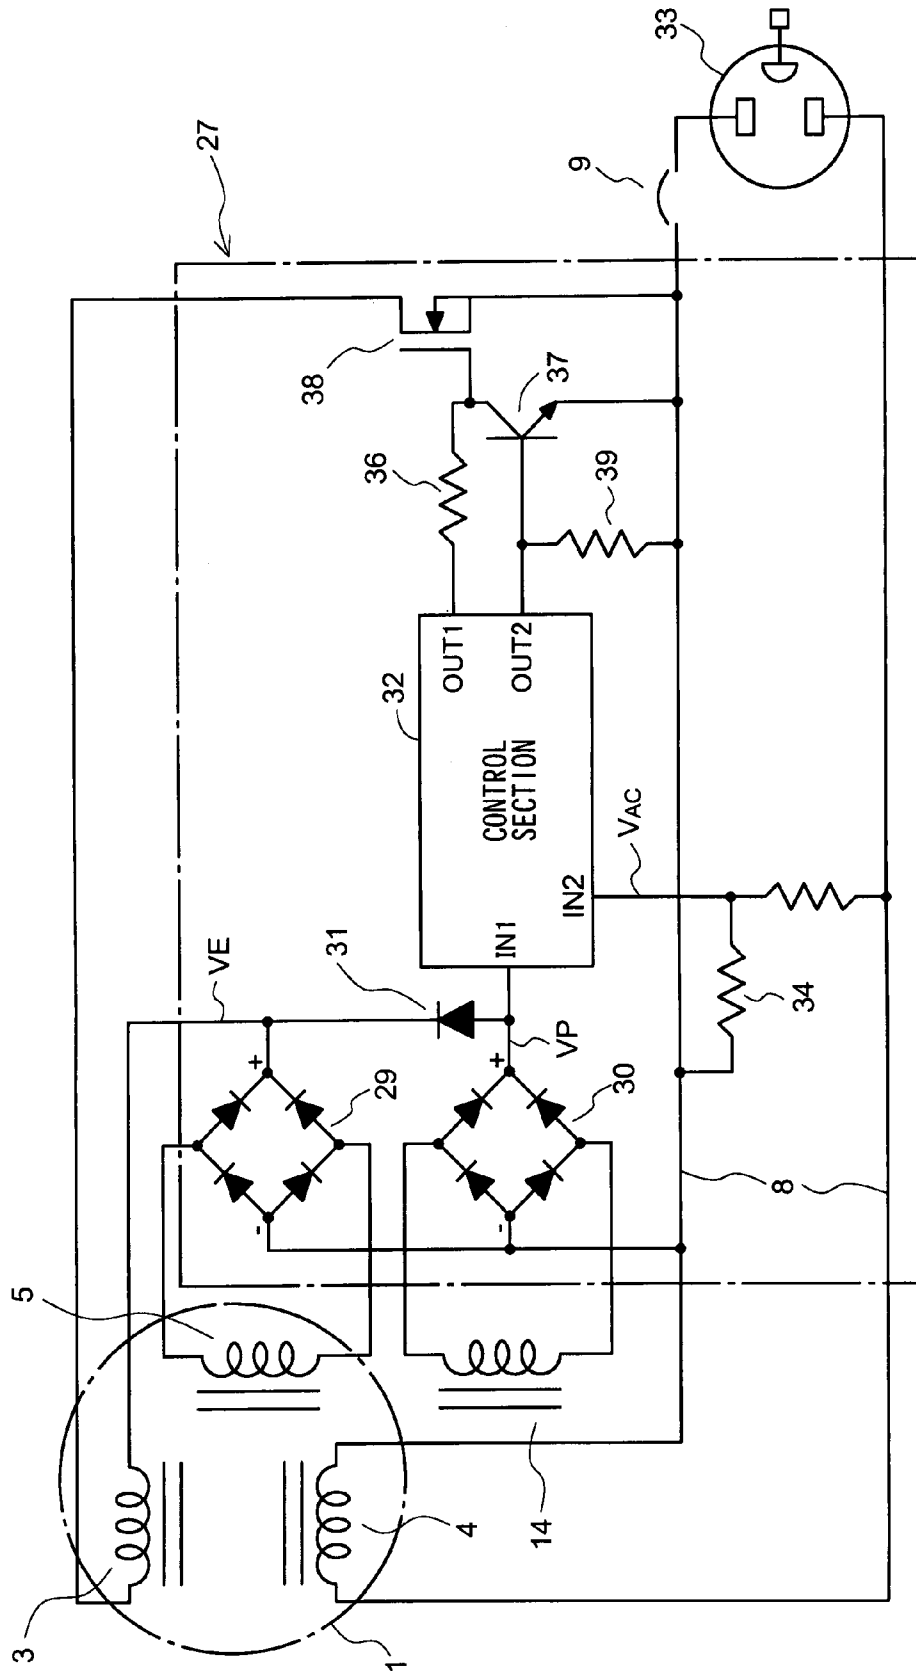 27
33
9
38
37
36
39
32
OUT1
OUT2
CONTROL
SECTION
IN1
IN2
VAC
31
VE
VP
34
+
29
-
+
30
-
8
5
3
4
14
1